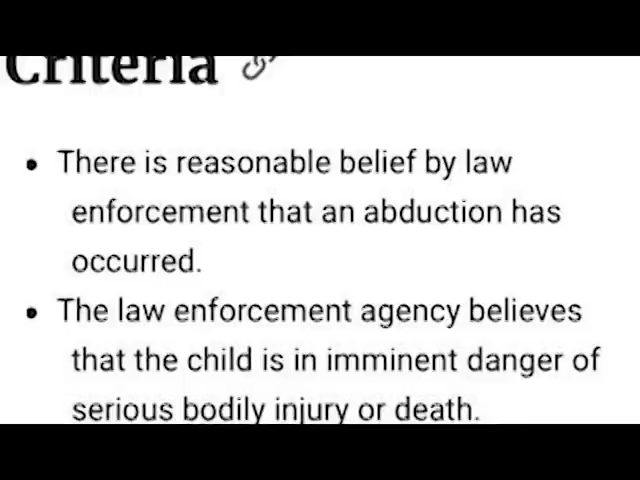 Criteria
• There is reasonable belief by law
enforcement that an abduction has
occurred.
• The law enforcement agency believes
that the child is in imminent danger of
serious bodily injury or death.